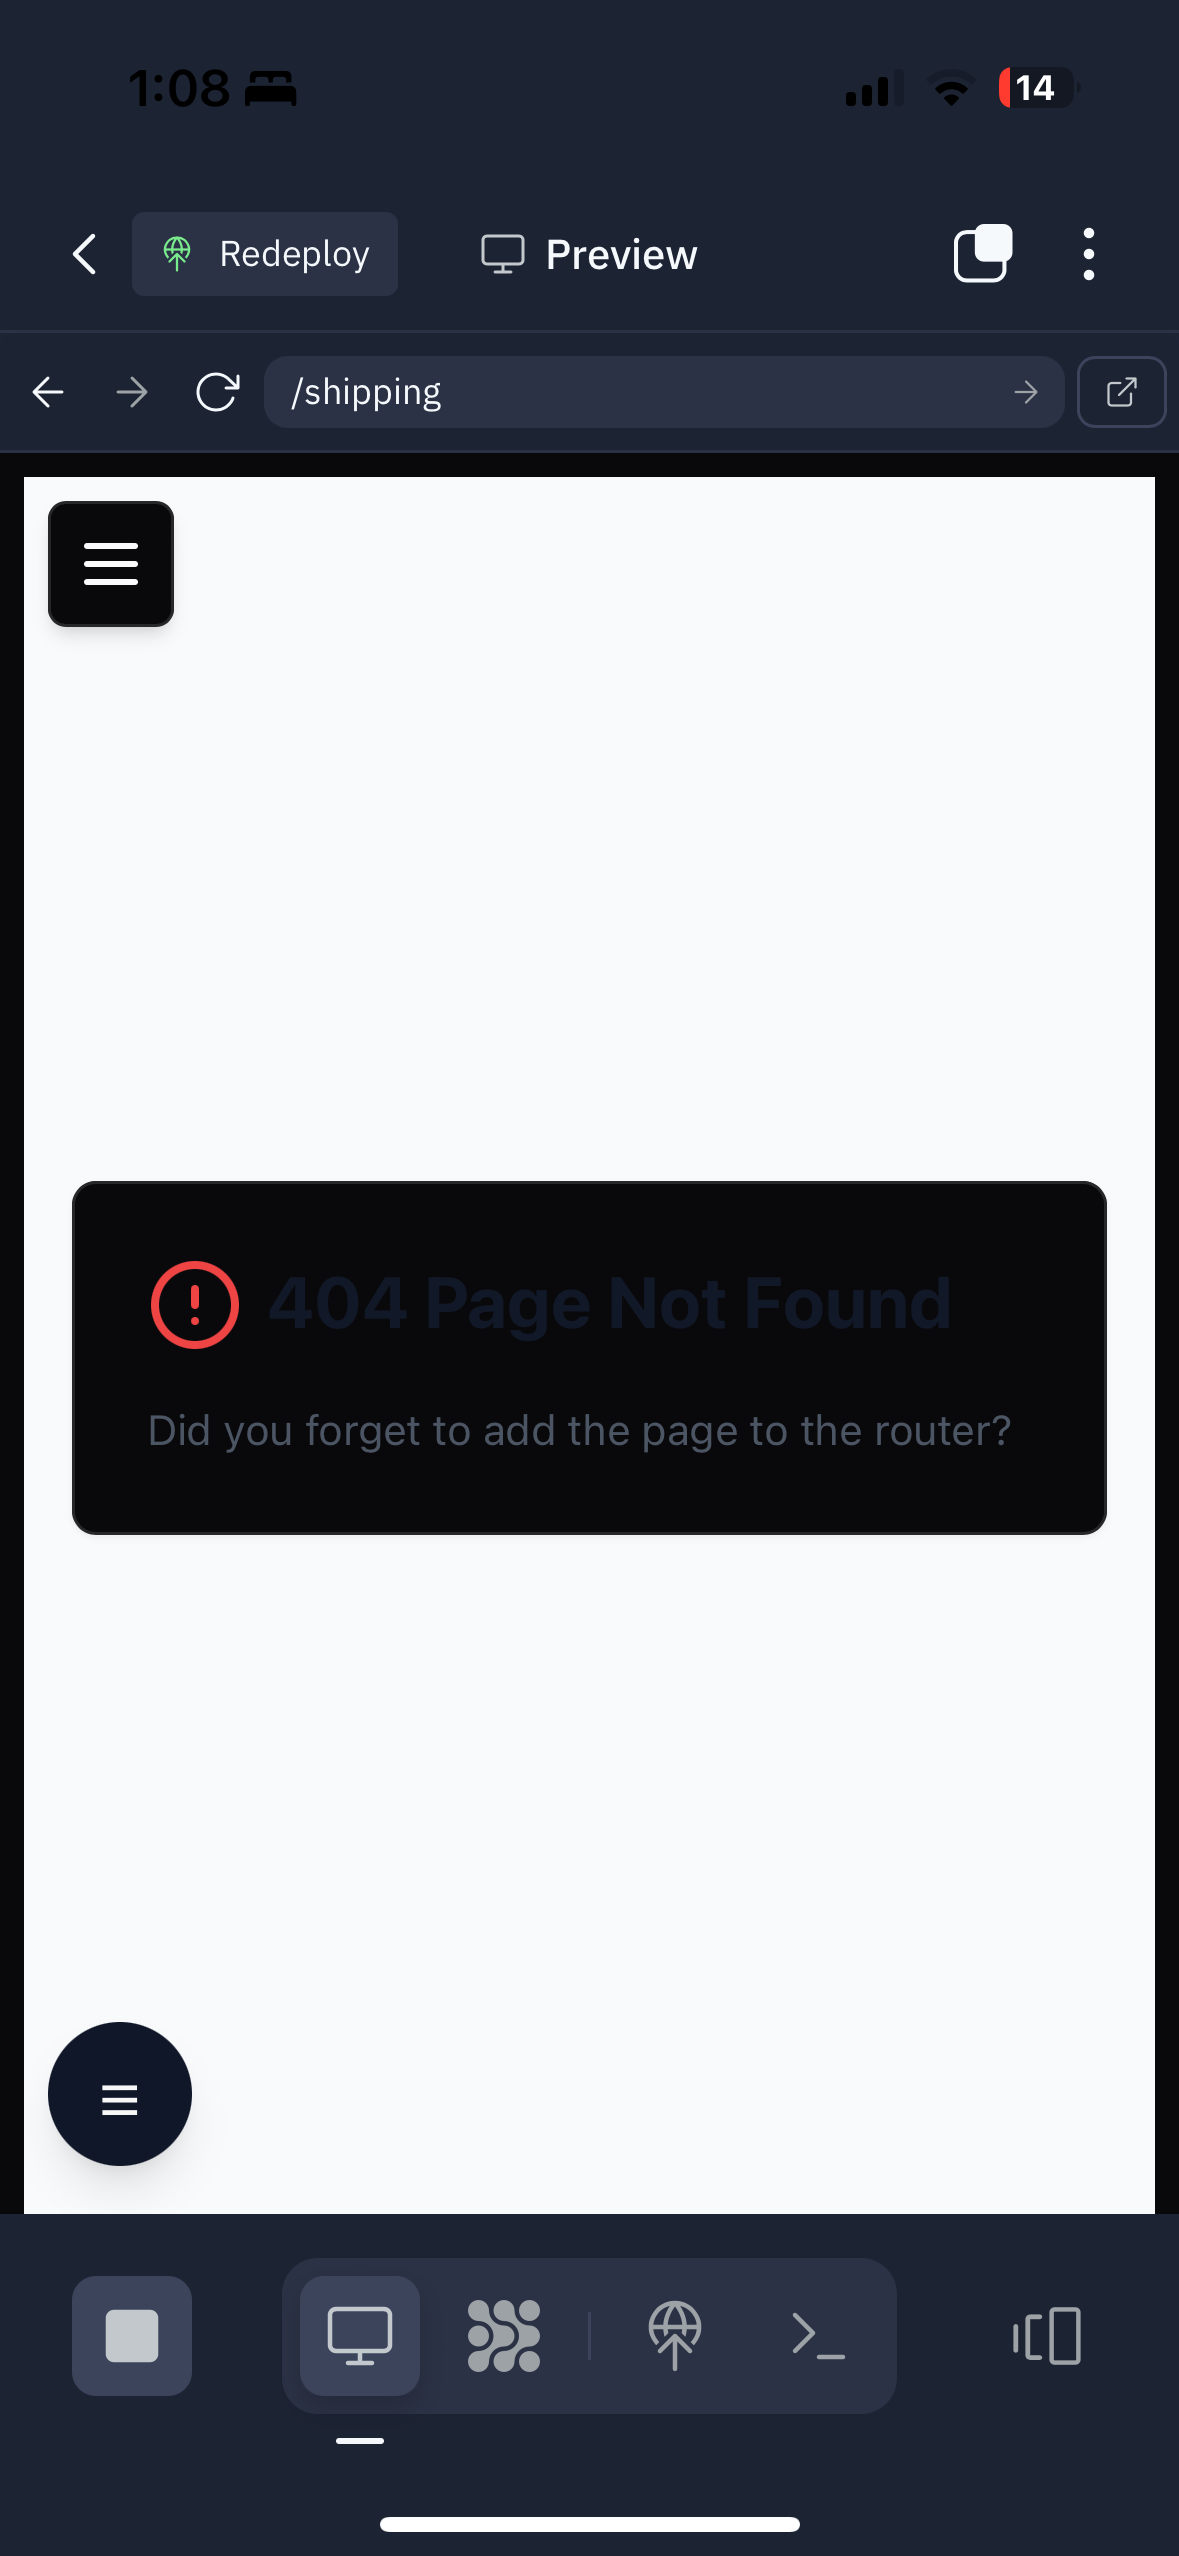 1:08
14
Redeploy
Preview
/shipping
404 Page Not Found
Did you forget to add the page to the router?